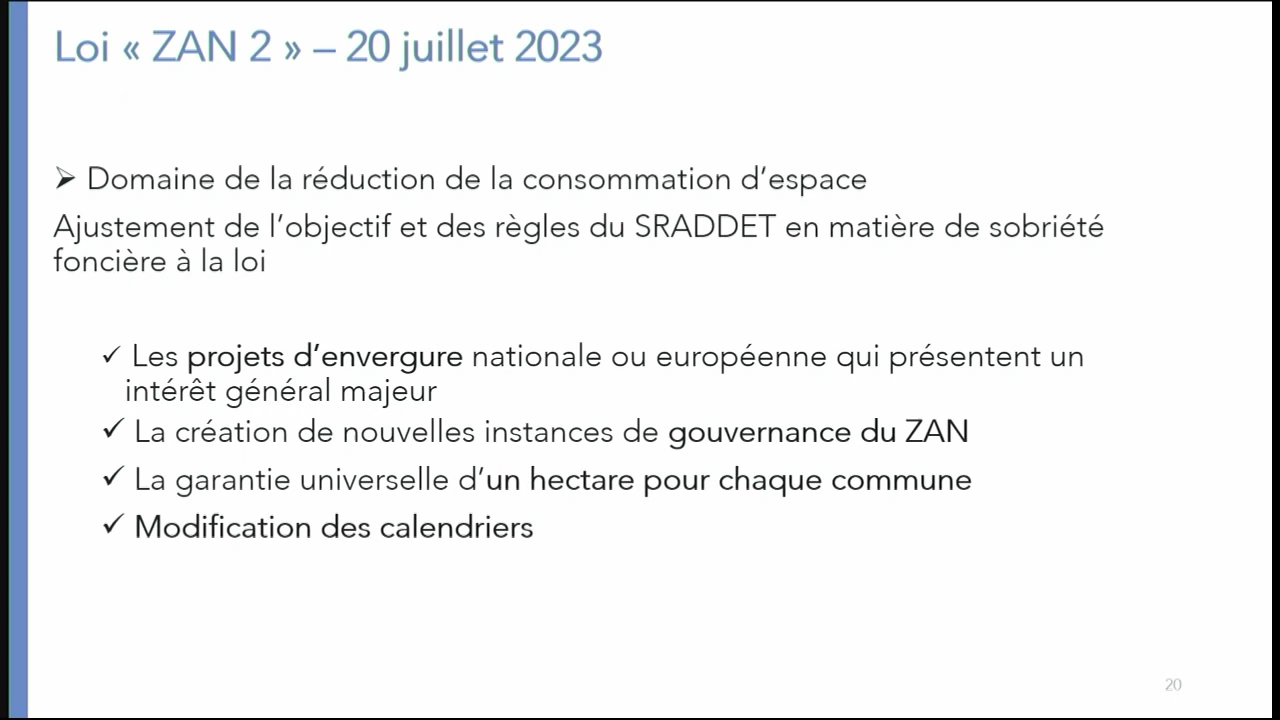 Loi « ZAN 2 » – 20 juillet 2023
➢ Domaine de la réduction de la consommation d’espace
Ajustement de l’objectif et des règles du SRADDET en matière de sobriété
foncière à la loi
✓ Les projets d’envergure nationale ou européenne qui présentent un
intérêt général majeur
✓ La création de nouvelles instances de gouvernance du ZAN
✓ La garantie universelle d’un hectare pour chaque commune
✓ Modification des calendriers
20